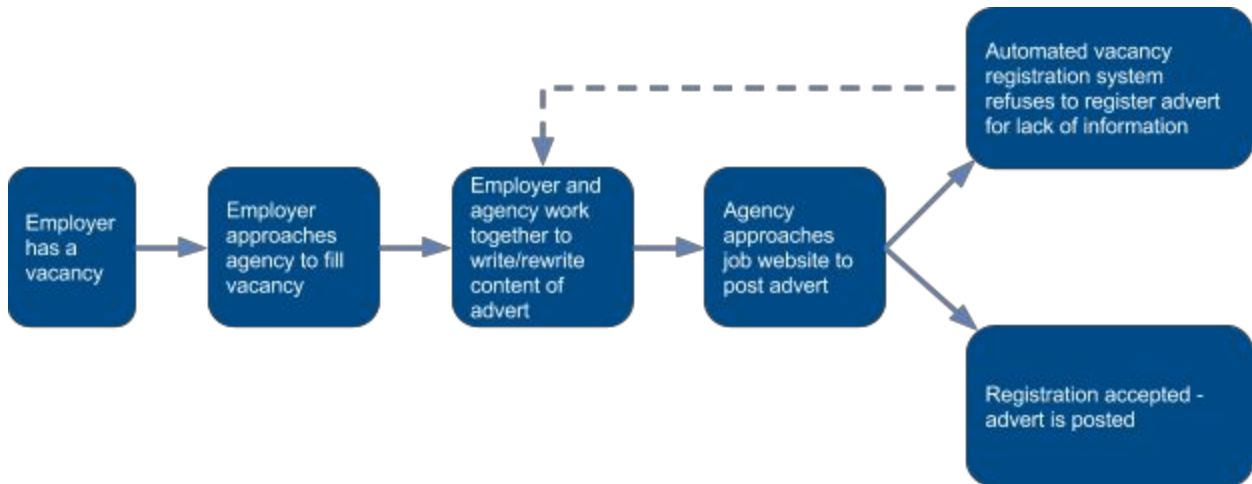 Employer
has a
vacancy
Employer
approaches
agency to fill
vacancy
Employer and
agency work
together to
write/rewrite
content of
advert
Agency
approaches
job website to
post advert
Automated vacancy
registration system
refuses to register advert
for lack of information
Registration accepted -
advert is posted